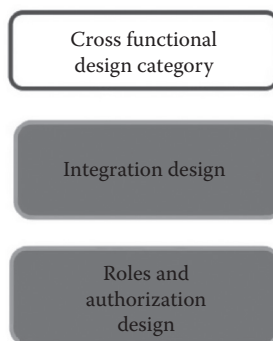 Cross functional
design category
Integration design
Roles and
authorization
design